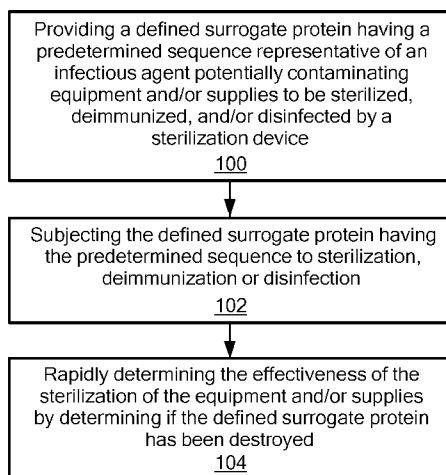 Providing a defined surrogate protein having a
predetermined sequence representative of an
infectious agent potentially contaminating
equipment and/or supplies to be sterilized,
deimmunized, and/or disinfected by a
sterilization device
100
Subjecting the defined surrogate protein having
the predetermined sequence to sterilization,
deimmunization or disinfection
102
Rapidly determining the effectiveness of the
sterilization of the equipment and/or supplies
by determining if the defined surrogate protein
has been destroyed
104